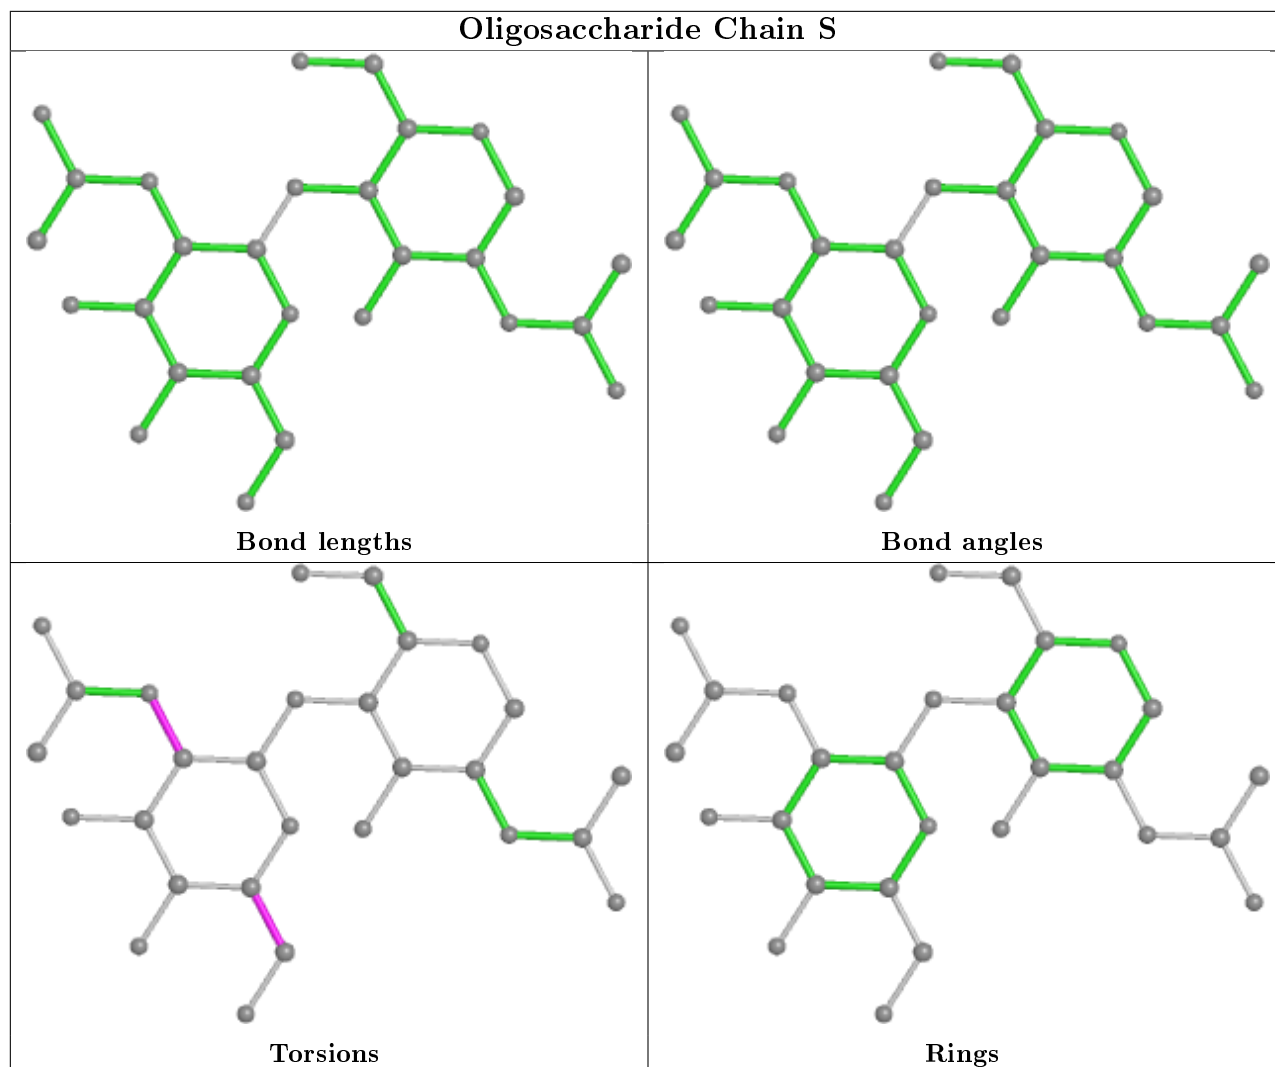 Oligosaccharide Chain S
Bond lengths
Bond angles
Torsions
Rings